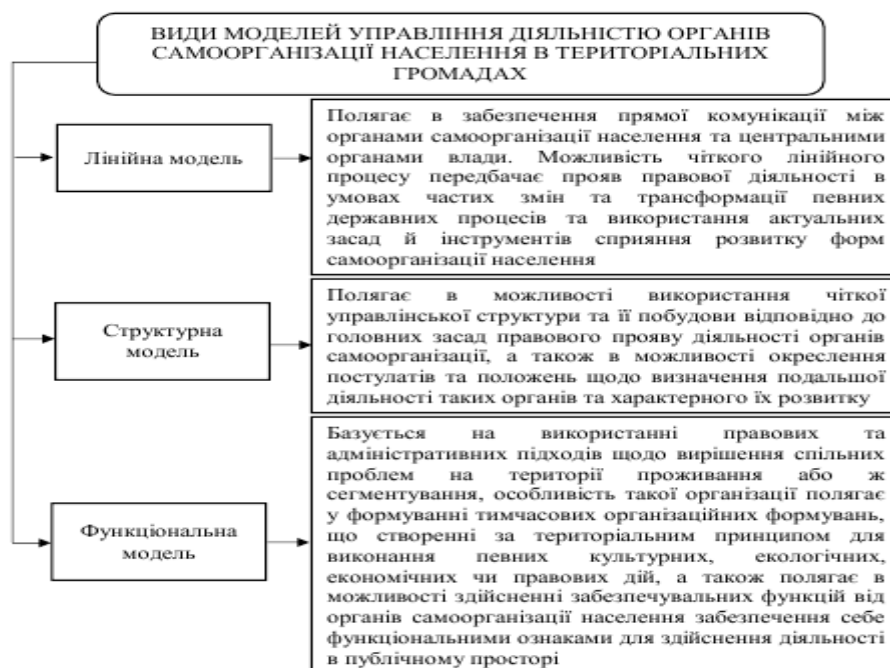 ВИДИ МОДЕЛЕЙ УПРАВЛІННЯ ДІЯЛЬНІСТЮ ОРГАНІВ
САМООРГАНІЗАЦІЇ НАСЕЛЕННЯ В ТЕРИТОРІАЛЬНИХ
ГРОМАДАХ
Лінійна модель
Полягає в забезпечення прямої комунікації між
органами самоорганізації населення та центральними
органами влади. Можливість чіткого лінійного
процесу передбачає прояв правової діяльності в
умовах частих змін та трансформації певних
державних процесів та використання актуальних
засад й інструментів сприяння розвитку форм
самоорганізації населення
Структурна
модель
Полягає в можливості використання чіткої
управлінської структури та її побудови відповідно до
головних засад правового прояву діяльності органів
самоорганізації, а також в можливості окреслення
постулатів та положень щодо визначення подальшої
діяльності таких органів та характерного їх розвитку
Функціональна
модель
Базується на використанні правових та
адміністративних підходів щодо вирішення спільних
проблем на території проживання або ж
сегментування, особливість такої організації полягає
у формуванні тимчасових організаційних формувань,
що створенні за територіальним принципом для
виконання певних культурних, екологічних,
економічних чи правових дій, а також полягає в
можливості здійсненні забезпечувальних функцій від
органів самоорганізації населення забезпечення себе
функціональними ознаками для здійснення діяльності
в публічному просторі